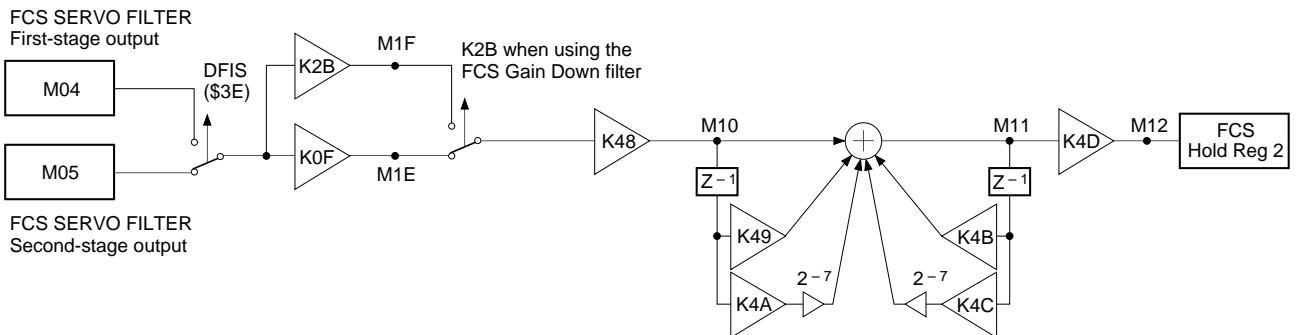 FCS SERVO FILTER
First-stage output
M04
DFIS
($3E)
K2B
M1F
K2B when using the
FCS Gain Down filter
M05
K0F
M1E
FCS SERVO FILTER
Second-stage output
K48
M10
M11
K4D
M12
FCS
Hold Reg 2
Z – 1
Z – 1
K49
K4B
2 – 7
2 – 7
K4A
K4C